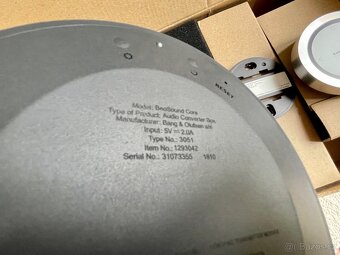 RESET
Model: BeoSound Core
Type of Product: Audio Converter Box
Manufacturer: Bang & Olufsen a/s
Input: 5V ⎓ 2.0A
Type No.: 3051
Item No.: 1293042
Serial No.: 31073355 1810